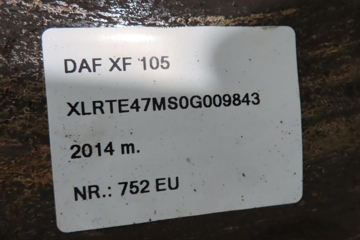 DAF XF 105
XLRTE47MS0G009843
2014 m.
NR.: 752 EU